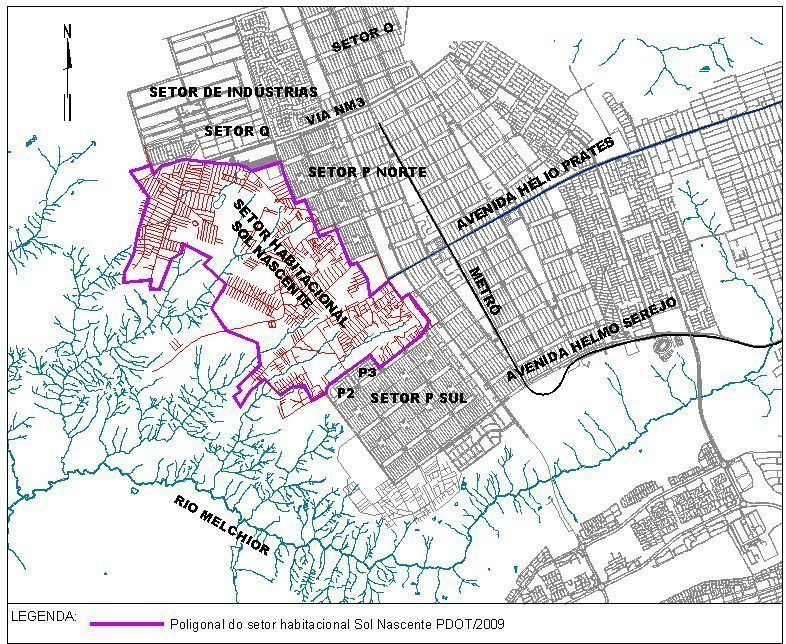 N
SETOR O
SETOR DE INDÚSTRIAS
SETOR Q
VIA NM3
SETOR P NORTE
AVENIDA HÉLIO PRATES
SETOR HABITACIONAL
SOL NASCENTE
METRÔ
AVENIDA HELMO SEREJO
P3
P2
SETOR P SUL
RIO MELCHIOR
LEGENDA:
Poligonal do setor habitacional Sol Nascente PDOT/2009